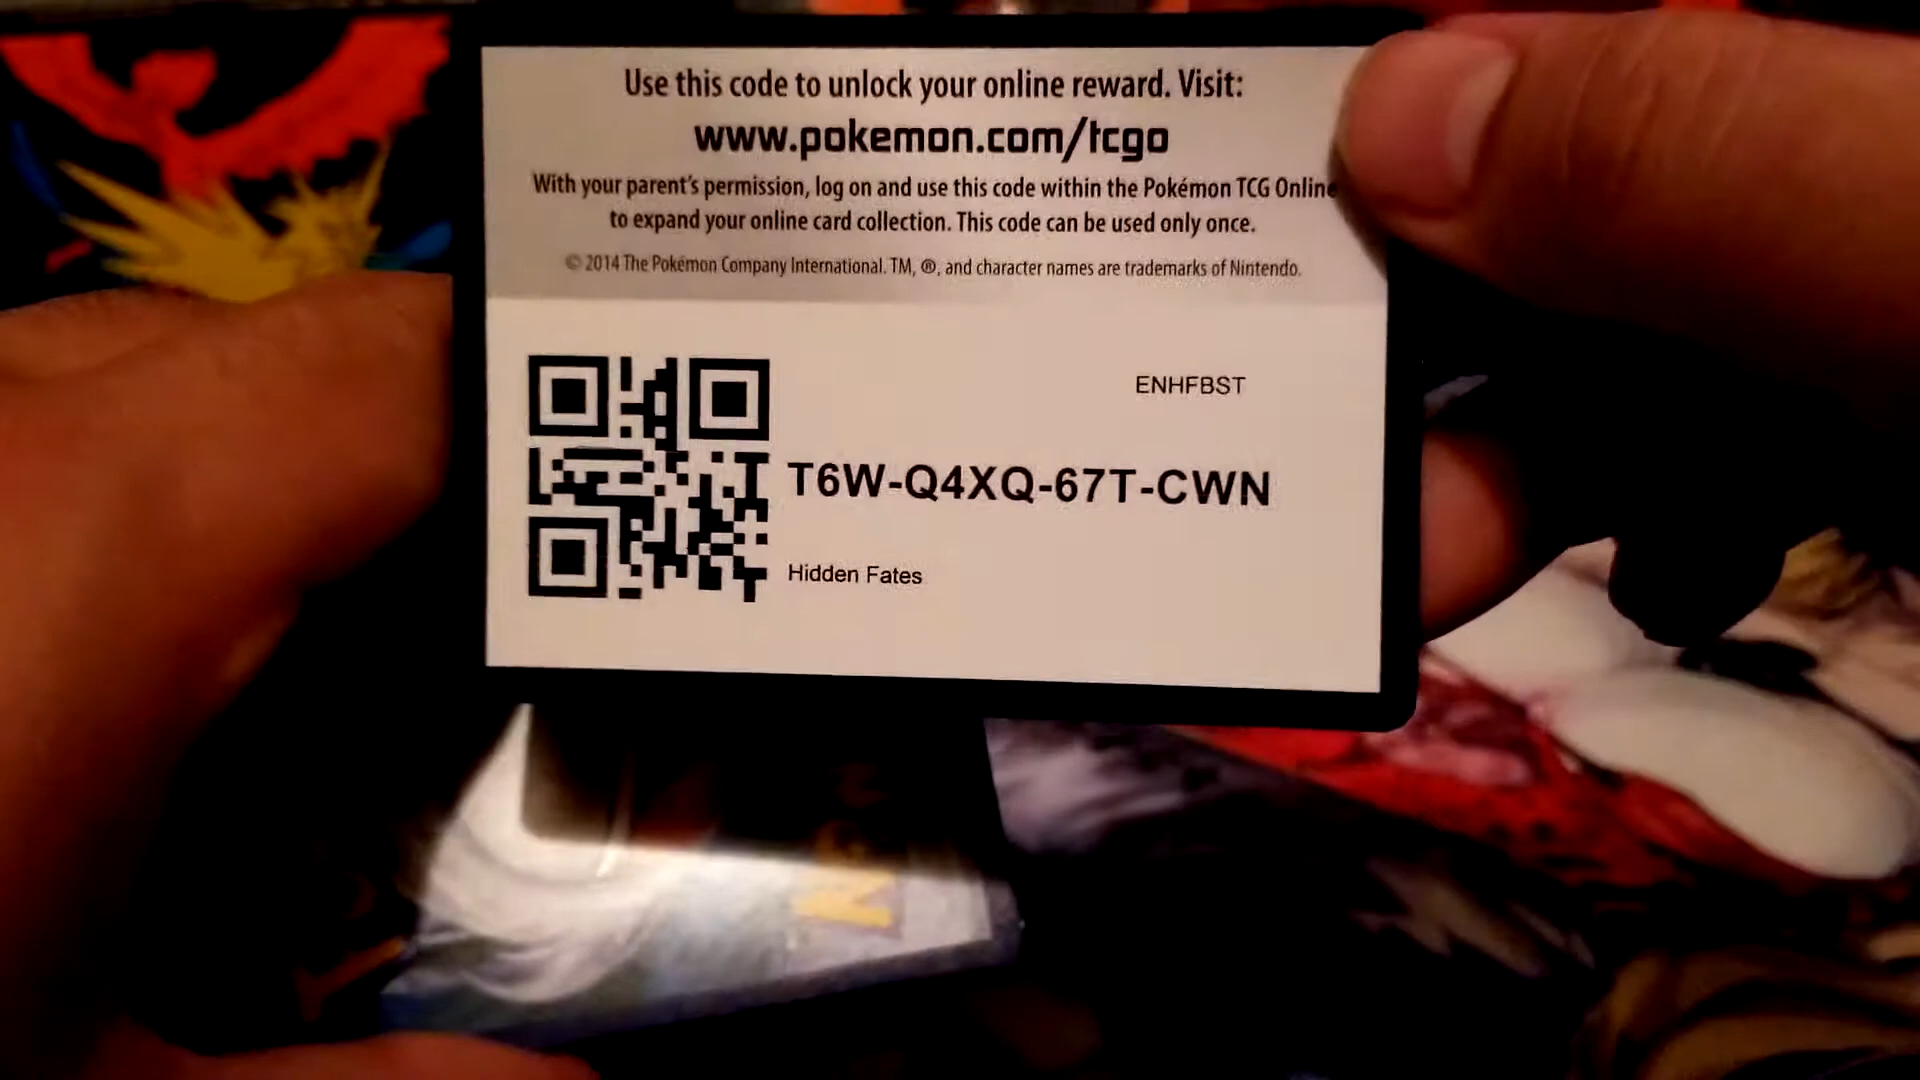 Use this code to unlock your online reward. Visit:
www.pokemon.com/tcgo
With your parent's permission, log on and use this code within the Pokémon TCG Online
to expand your online card collection. This code can be used only once.
© 2014 The Pokémon Company International. TM, ®, and character names are trademarks of Nintendo.
ENHFBST
T6W-Q4XQ-67T-CWN
Hidden Fates